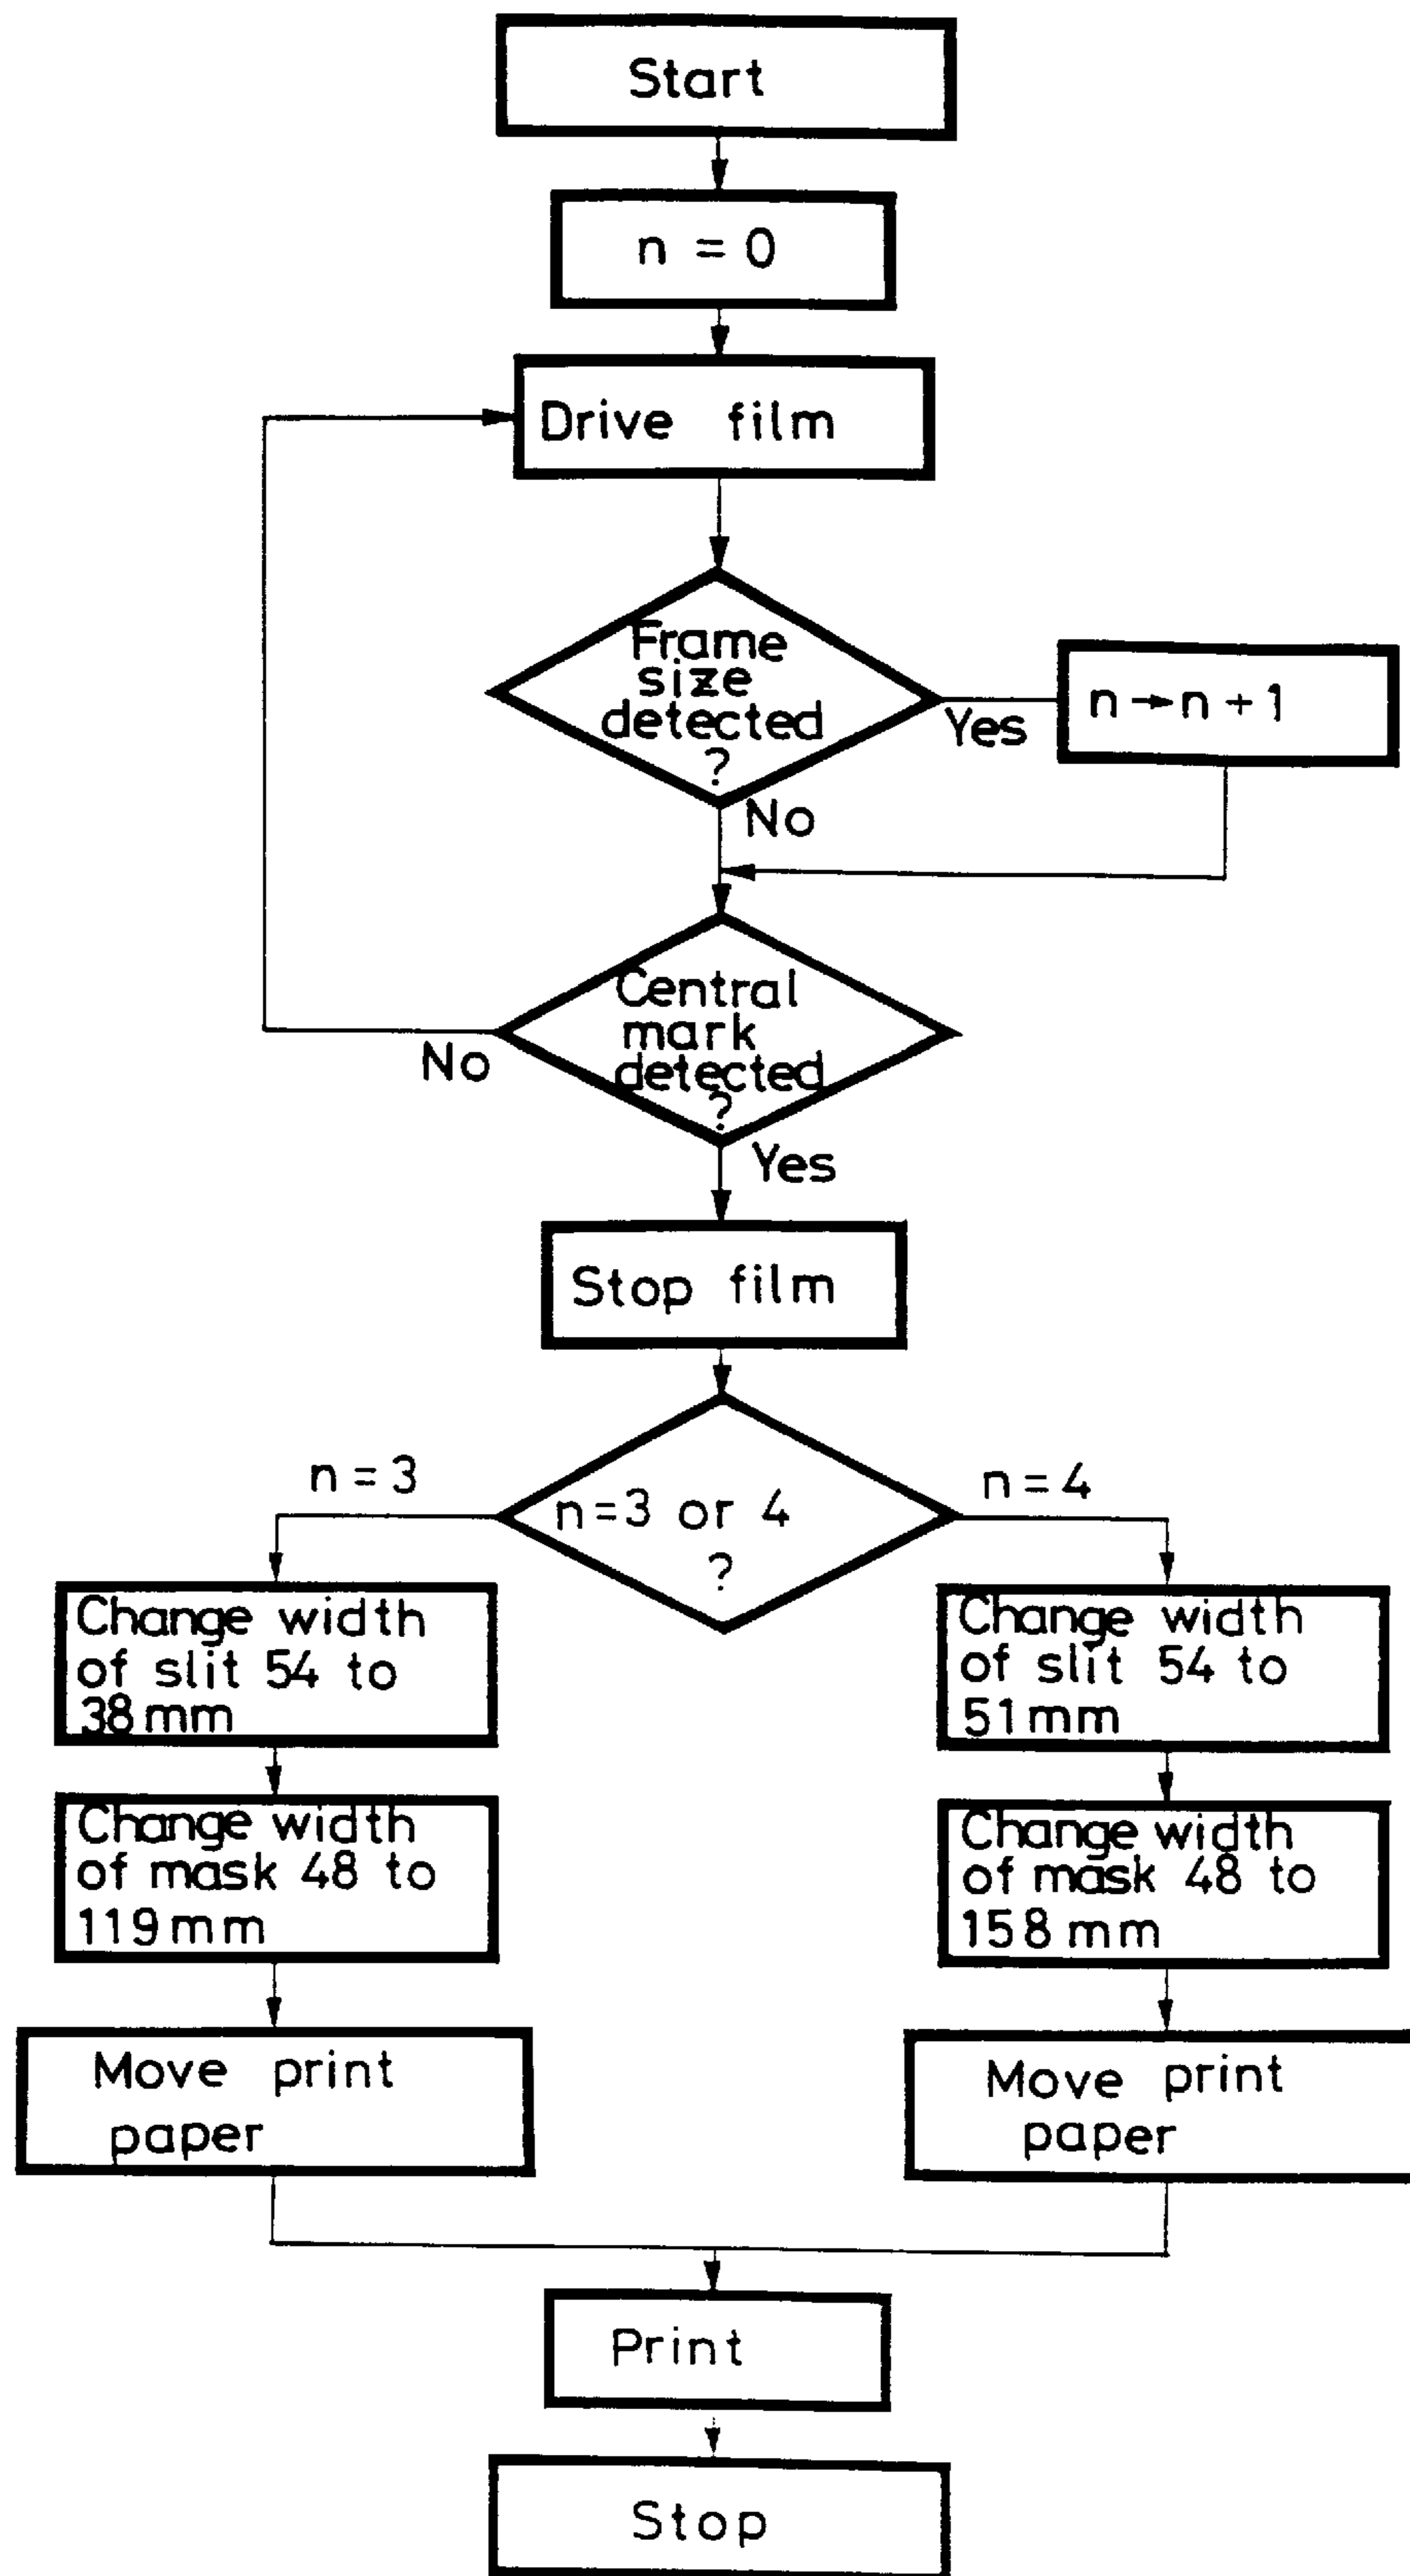 Start
n = 0
Drive film
Frame
size
detected
?
Yes
n → n + 1
No
Central
mark
detected
?
No
Yes
Stop film
n = 3
n=3 or 4
?
n = 4
Change width
of slit 54 to
38 mm
Change width
of mask 48 to
119 mm
Move print
paper
Change width
of slit 54 to
51 mm
Change width
of mask 48 to
158 mm
Move print
paper
Print
Stop